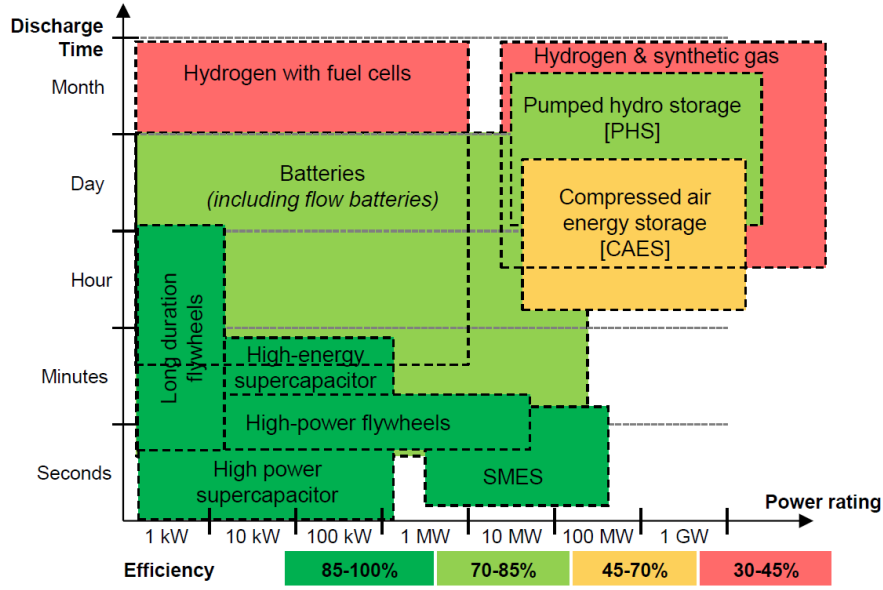 Discharge
Time
Month
Day
Hour
Minutes
Seconds
Hydrogen with fuel cells
Hydrogen & synthetic gas
Pumped hydro storage
[PHS]
Batteries
(including flow batteries)
Compressed air
energy storage
[CAES]
Long duration
flywheels
High-energy
supercapacitor
High-power flywheels
High power
supercapacitor
SMES
Power rating
1 kW
10 kW
100 kW
1 MW
10 MW
100 MW
1 GW
Efficiency
85-100%
70-85%
45-70%
30-45%